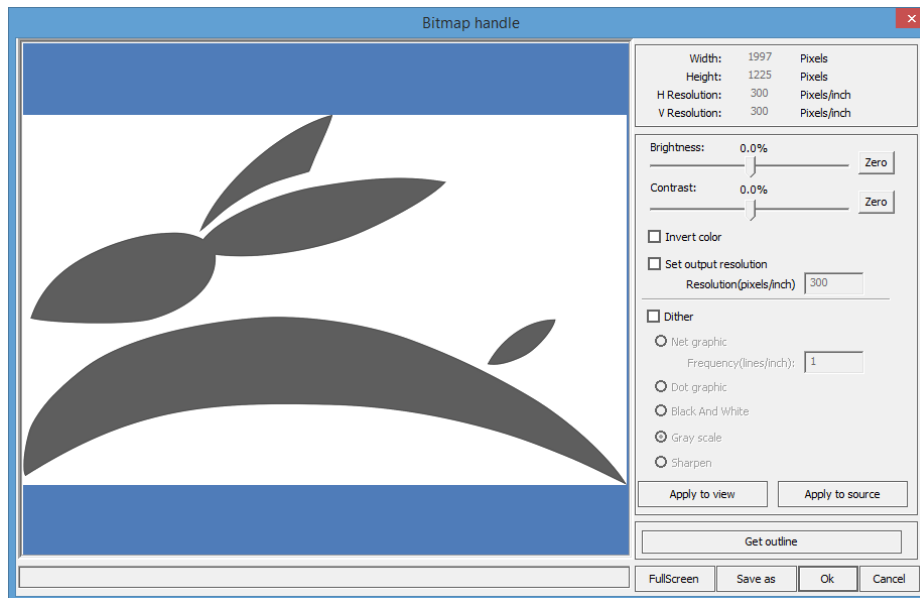 Bitmap handle
Width: 1997 Pixels
Height: 1225 Pixels
H Resolution: 300 Pixels/inch
V Resolution: 300 Pixels/inch
Brightness: 0.0%
Zero
Contrast: 0.0%
Zero
Invert color
Set output resolution
Resolution(pixels/inch) 300
Dither
Net graphic
Frequency(lines/inch): 1
Dot graphic
Black And White
Gray scale
Sharpen
Apply to view Apply to source
Get outline
FullScreen Save as Ok Cancel